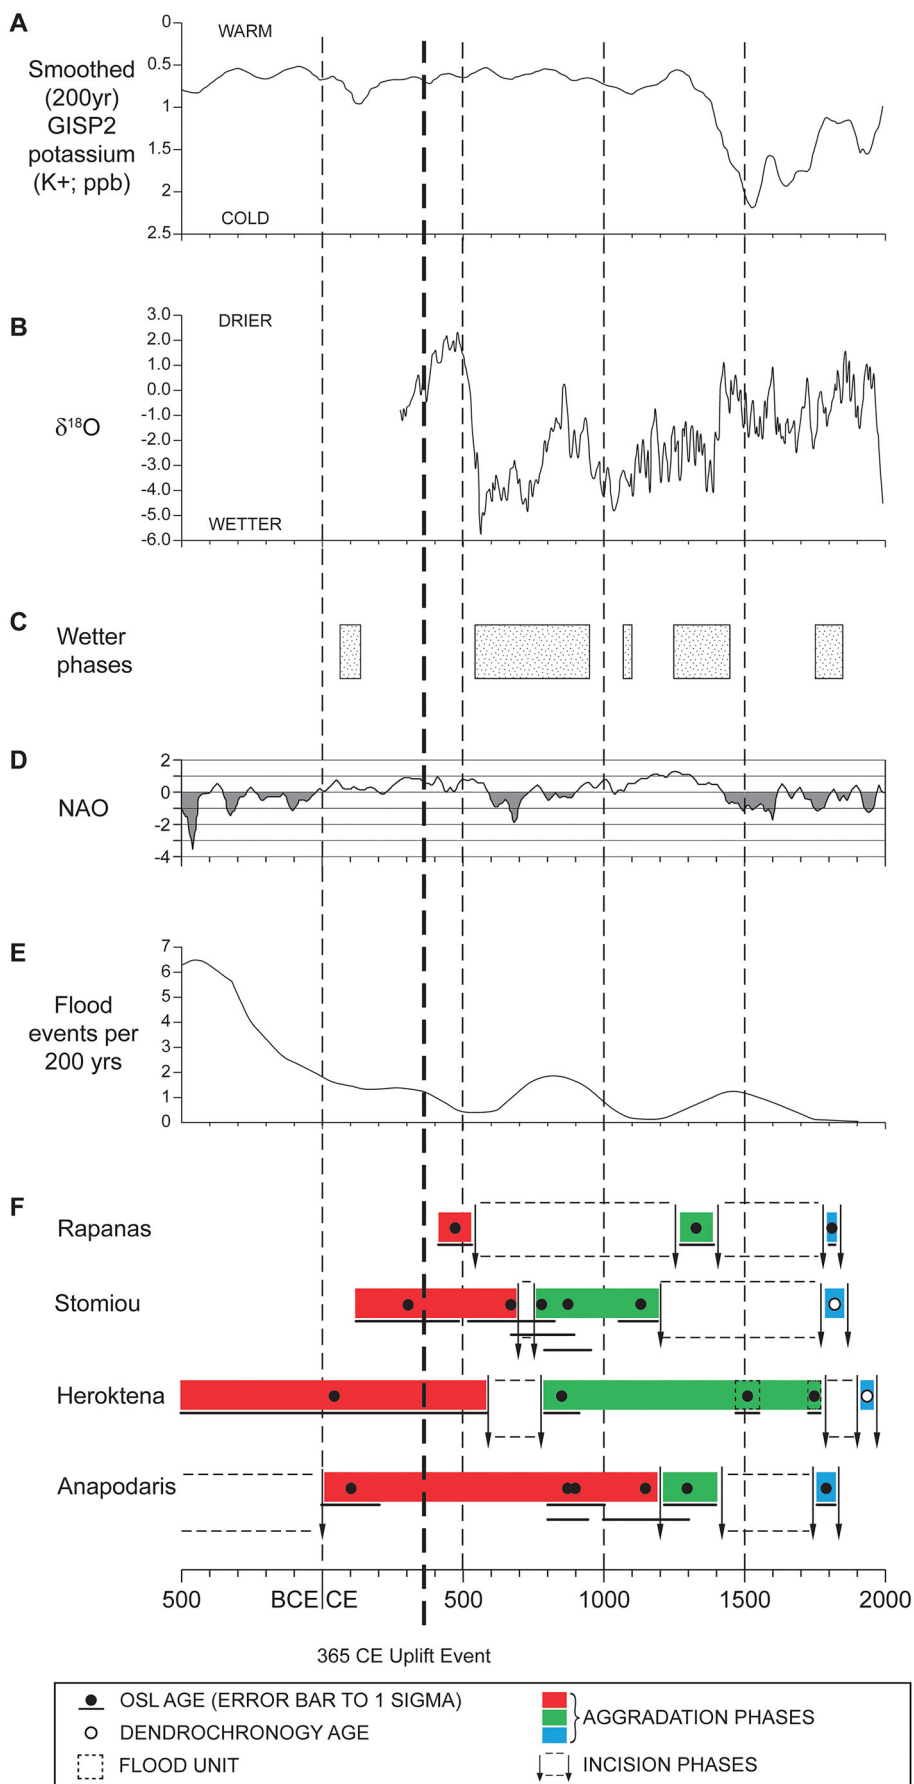 A
Smoothed
(200yr)
GISP2
potassium
(K+; ppb)
0
0.5
1
1.5
2
2.5
WARM
COLD
B
δ18O
3.0
2.0
1.0
0.0
-1.0
-2.0
-3.0
-4.0
-5.0
-6.0
DRIER
WETTER
C
Wetter
phases
D
NAO
2
0
-2
-4
E
Flood
events per
200 yrs
7
6
5
4
3
2
1
0
F
Rapanas
Stomiou
Heroktena
Anapodaris
500 BCE CE 500 1000 1500 2000
365 CE Uplift Event
OSL AGE (ERROR BAR TO 1 SIGMA)
DENDROCHRONOGY AGE
FLOOD UNIT
AGGRADATION PHASES
INCISION PHASES